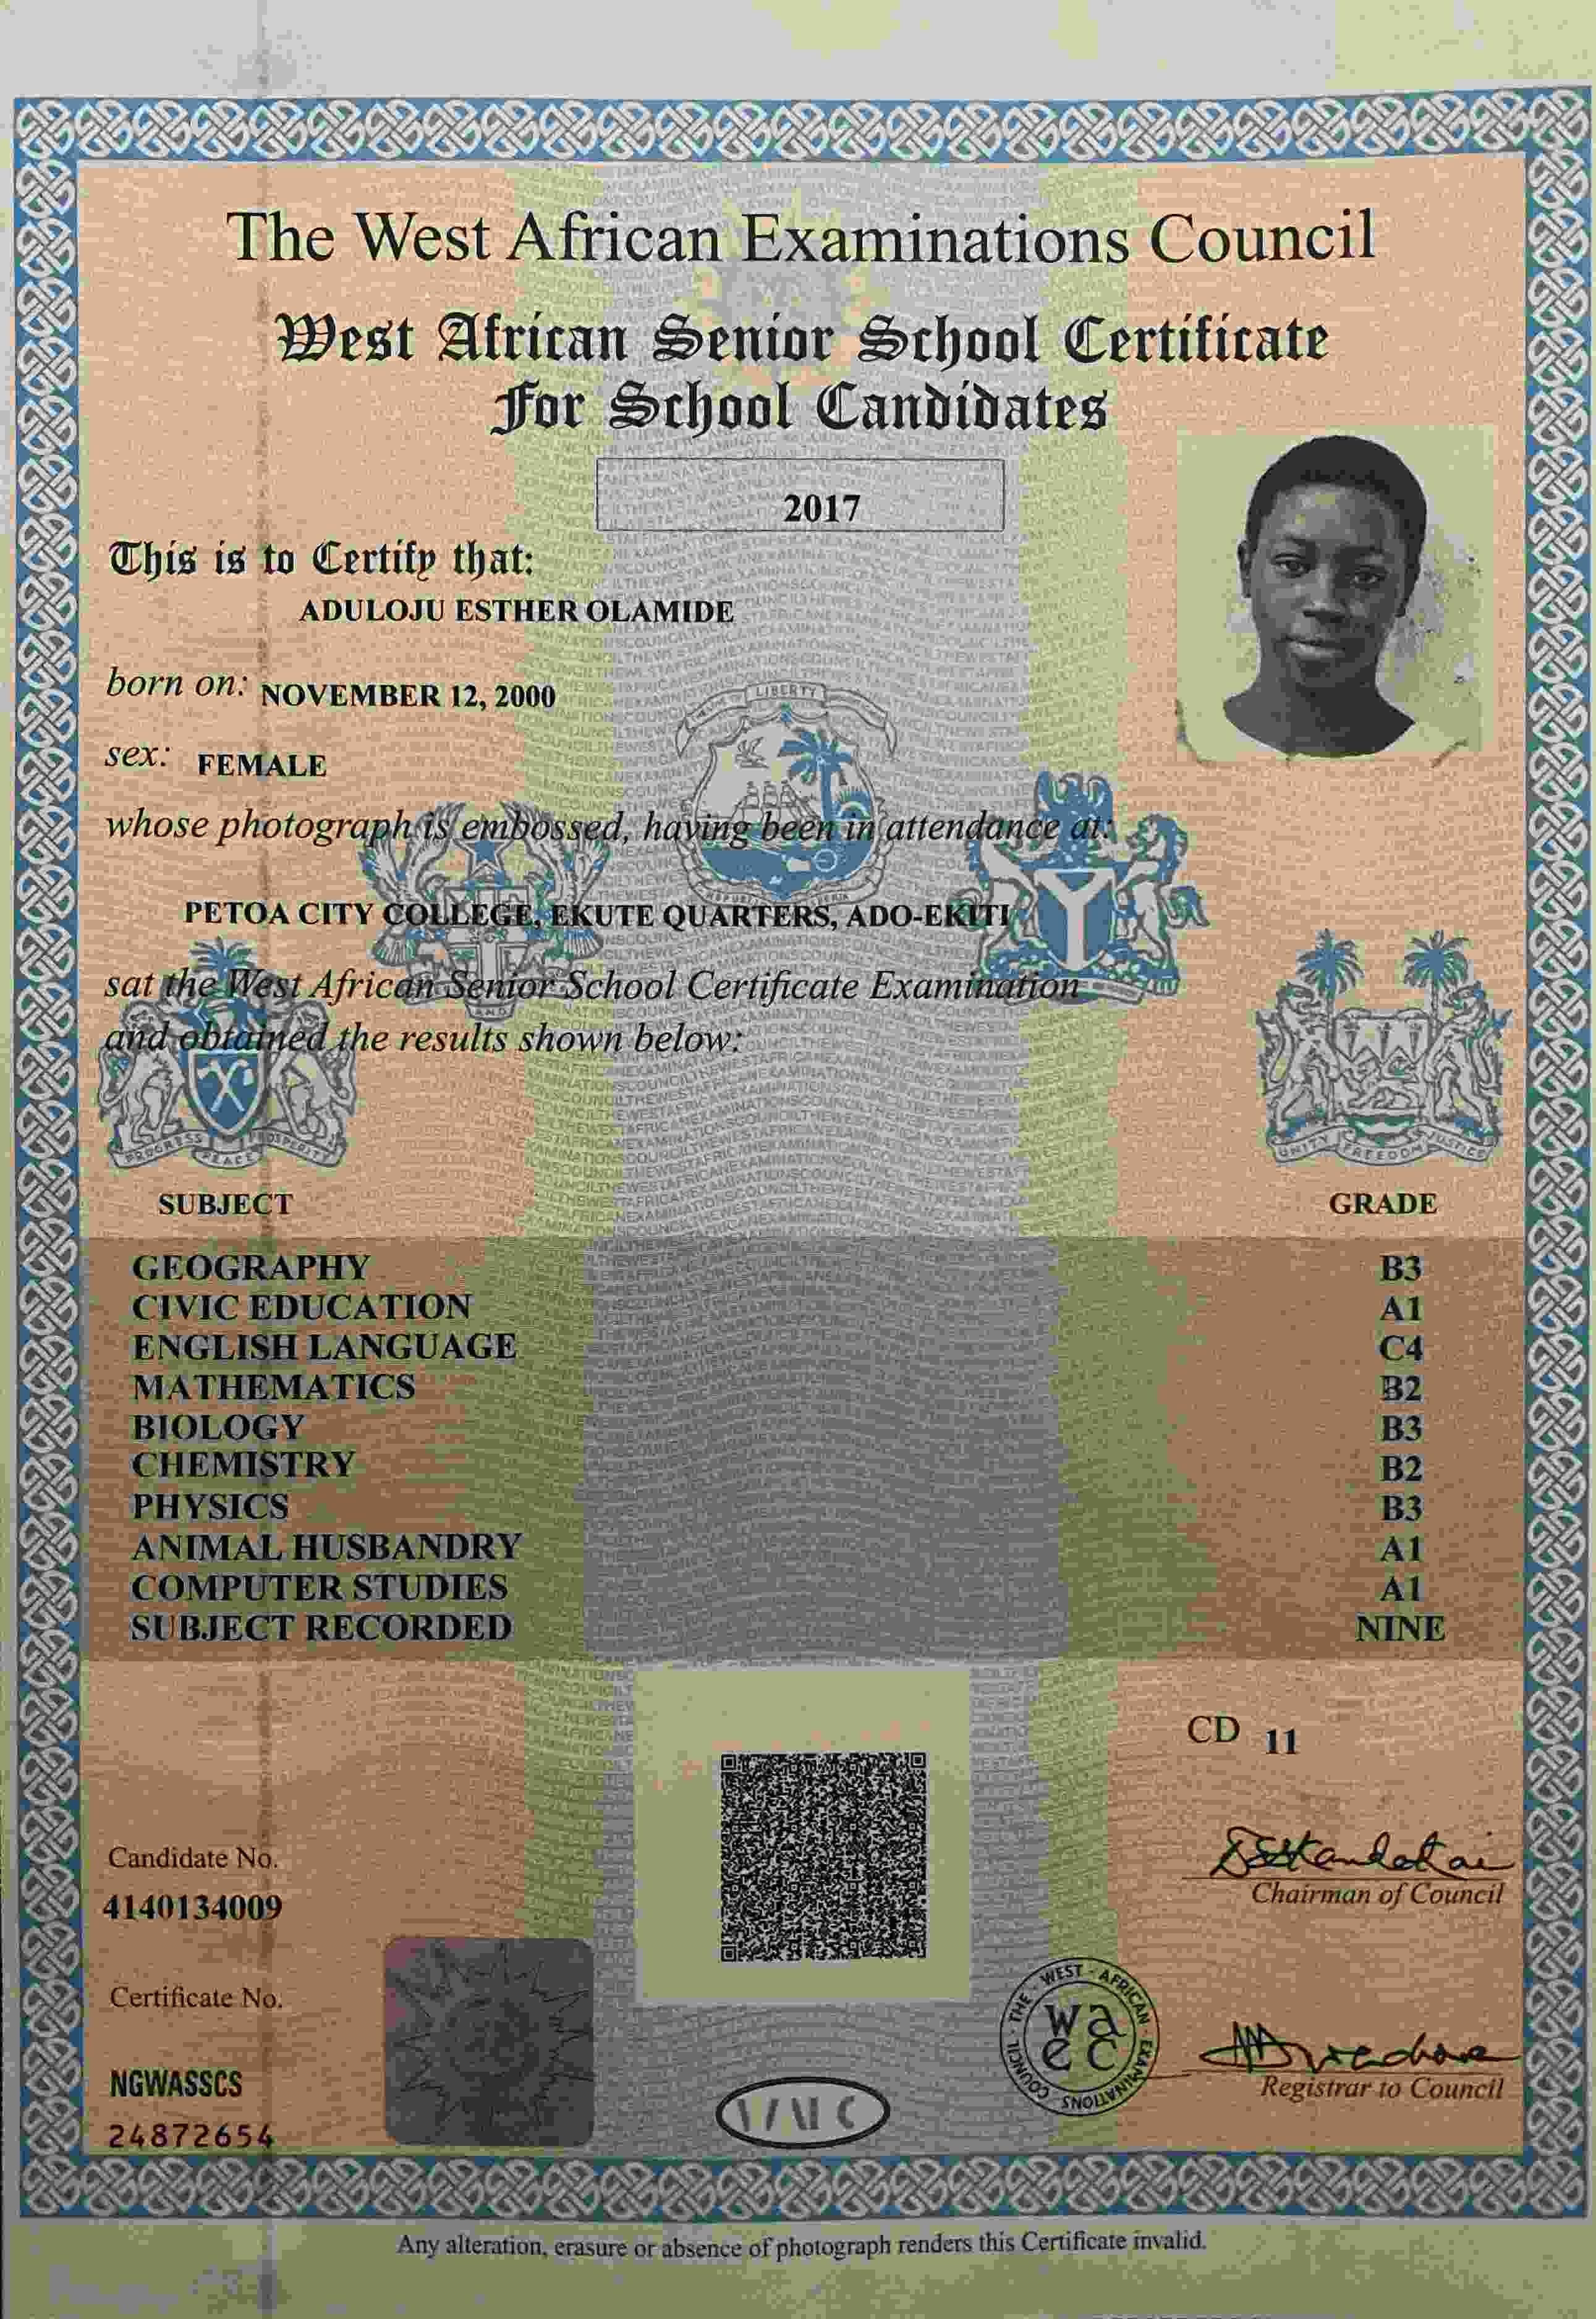 The West African Examinations Council
West African Senior School Certificate
For School Candidates
2017
This is to Certify that:
ADULOJU ESTHER OLAMIDE
born on: NOVEMBER 12, 2000
sex: FEMALE
whose photograph is embossed, having been in attendance at:
PETOA CITY COLLEGE, EKUTE QUARTERS, ADO-EKITI
sat the West African Senior School Certificate Examination
and obtained the results shown below:
LIBERTY
PROGRESS PEACE PROSPERITY
UNITY FREEDOM JUSTICE
SUBJECT GRADE
GEOGRAPHY B3
CIVIC EDUCATION A1
ENGLISH LANGUAGE C4
MATHEMATICS B2
BIOLOGY B3
CHEMISTRY B2
PHYSICS B3
ANIMAL HUSBANDRY A1
COMPUTER STUDIES A1
SUBJECT RECORDED NINE
CD 11
Candidate No.
4140134009
Chairman of Council
Certificate No.
NGWASSCS
24872654
THE - WEST - AFRICAN - EXAMINATIONS COUNCIL
waec
Registrar to Council
Any alteration, erasure or absence of photograph renders this Certificate invalid.